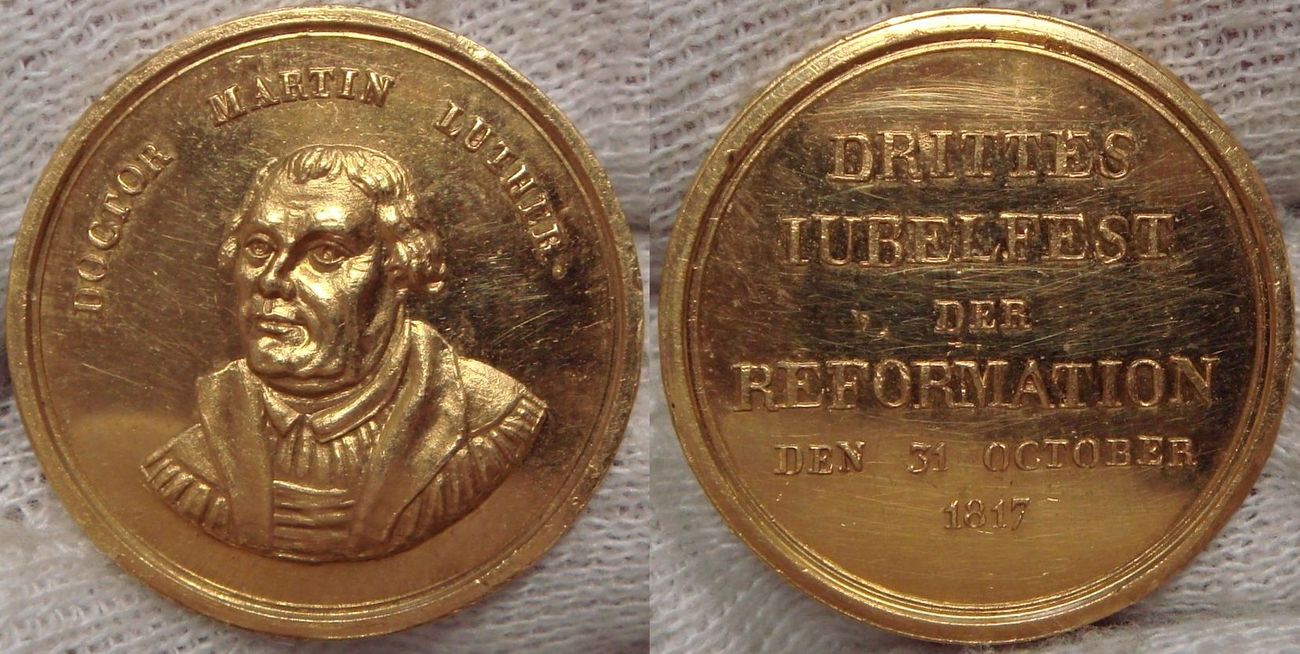 DOCTOR MARTIN LUTHER.
DRITTES
IUBELFEST
DER
REFORMATION
DEN 31 OCTOBER
1817